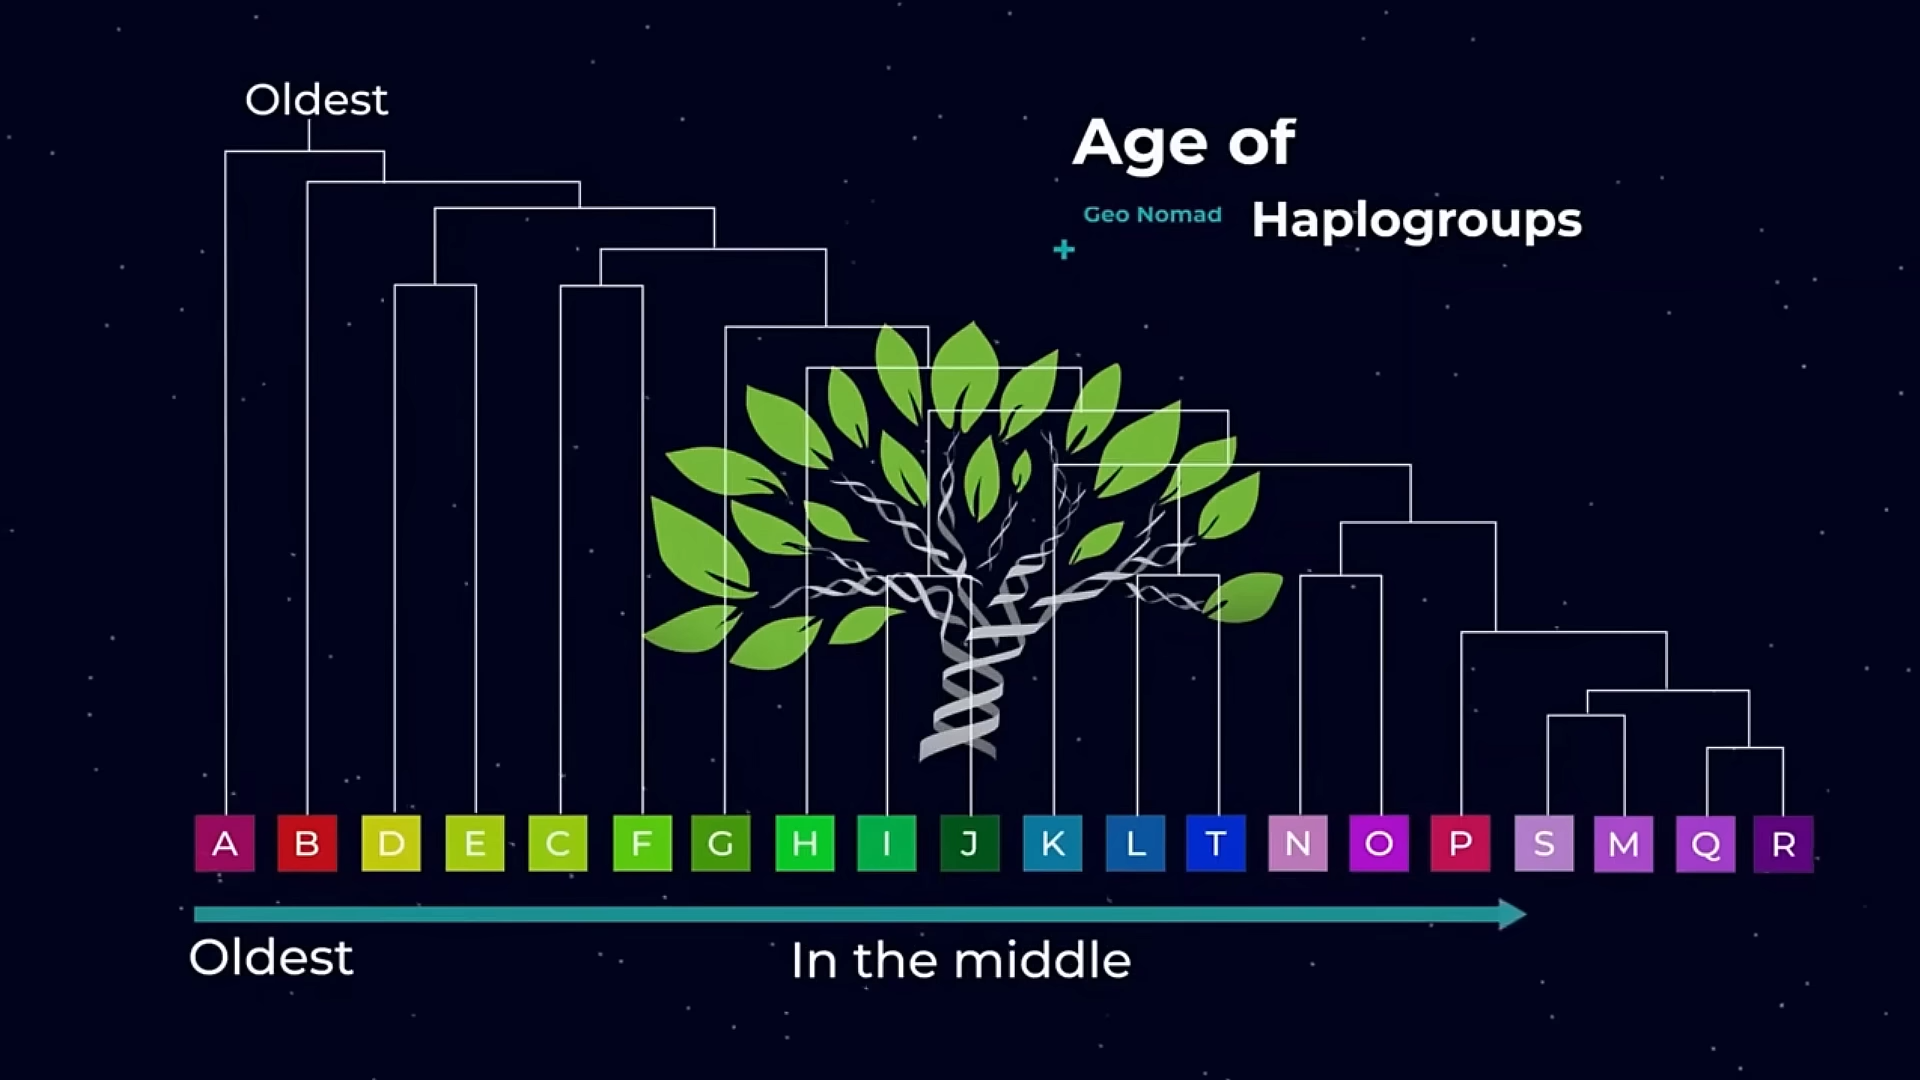 Oldest
Age of
Geo Nomad
Haplogroups
A B D E C F G H I J K L T N O P S M Q R
Oldest
In the middle